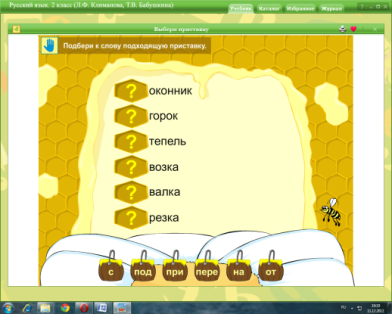 Русский язык. 2 класс (Л.Ф. Климанова, Т.В. Бабушкина)
Учебник Каталог Избранное Журнал
Выбери приставку
Подбери к слову подходящую приставку.
? оконник
? горок
? тепель
? возка
? валка
? резка
с под при пере на от
RU